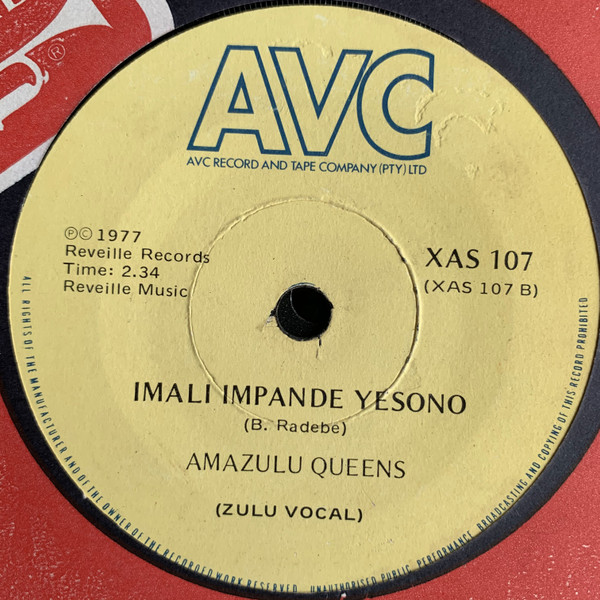 AVC
AVC RECORD AND TAPE COMPANY (PTY) LTD
℗ © 1977
Reveille Records
Time: 2.34
Reveille Music
XAS 107
(XAS 107 B)
IMALI IMPANDE YESONO
(B. Radebe)
AMAZULU QUEENS
(ZULU VOCAL)
ALL RIGHTS OF THE MANUFACTURER AND OF THE OWNER OF THE RECORDED WORK RESERVED. UNAUTHORISED PUBLIC PERFORMANCE BROADCASTING AND COPYING OF THIS RECORD PROHIBITED
®